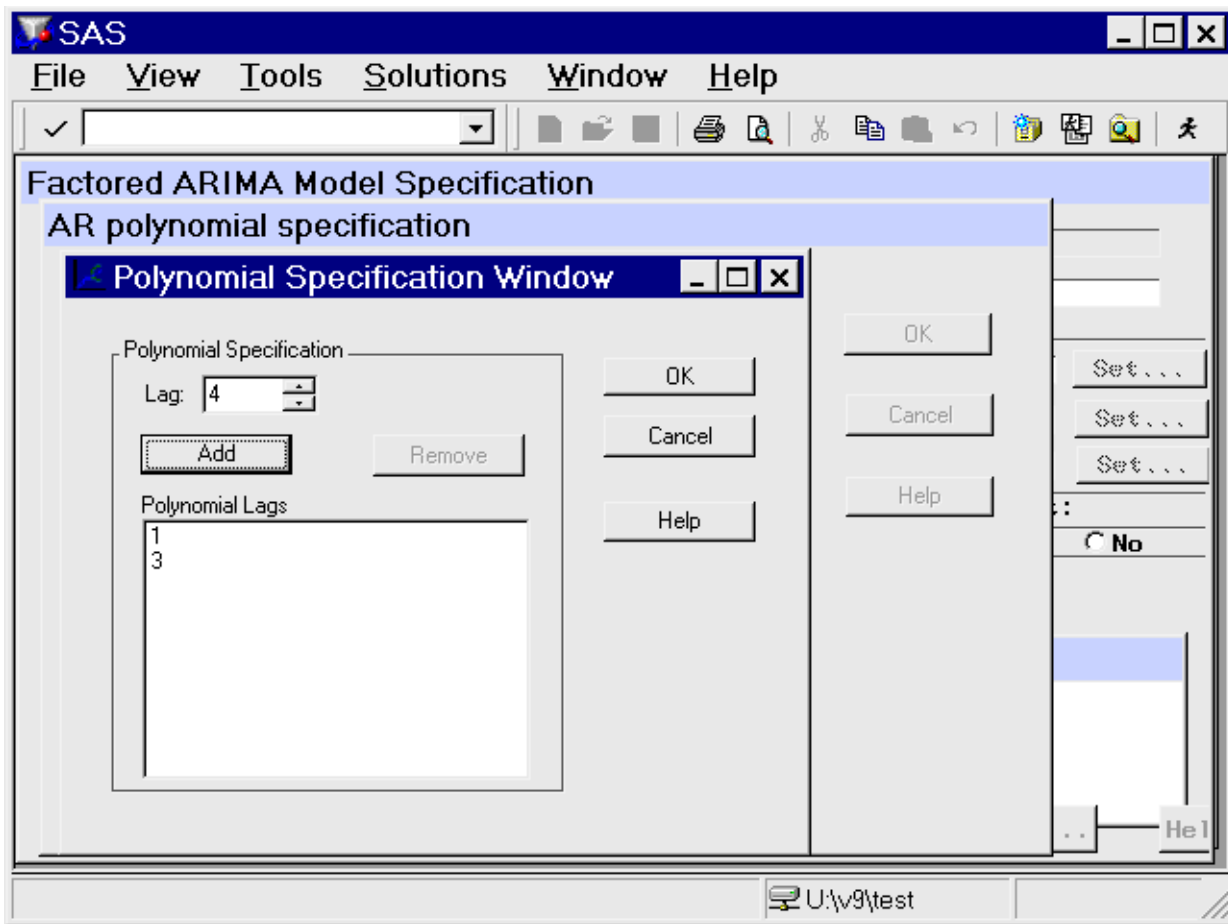 SAS
File View Tools Solutions Window Help
Factored ARIMA Model Specification
AR polynomial specification
Polynomial Specification Window
Polynomial Specification
Lag: 4
Add Remove
Polynomial Lags
1
3
OK
Cancel
Help
OK
Cancel
Help
Set...
Set...
Set...
:
No
..
Hel
U:\v9\test